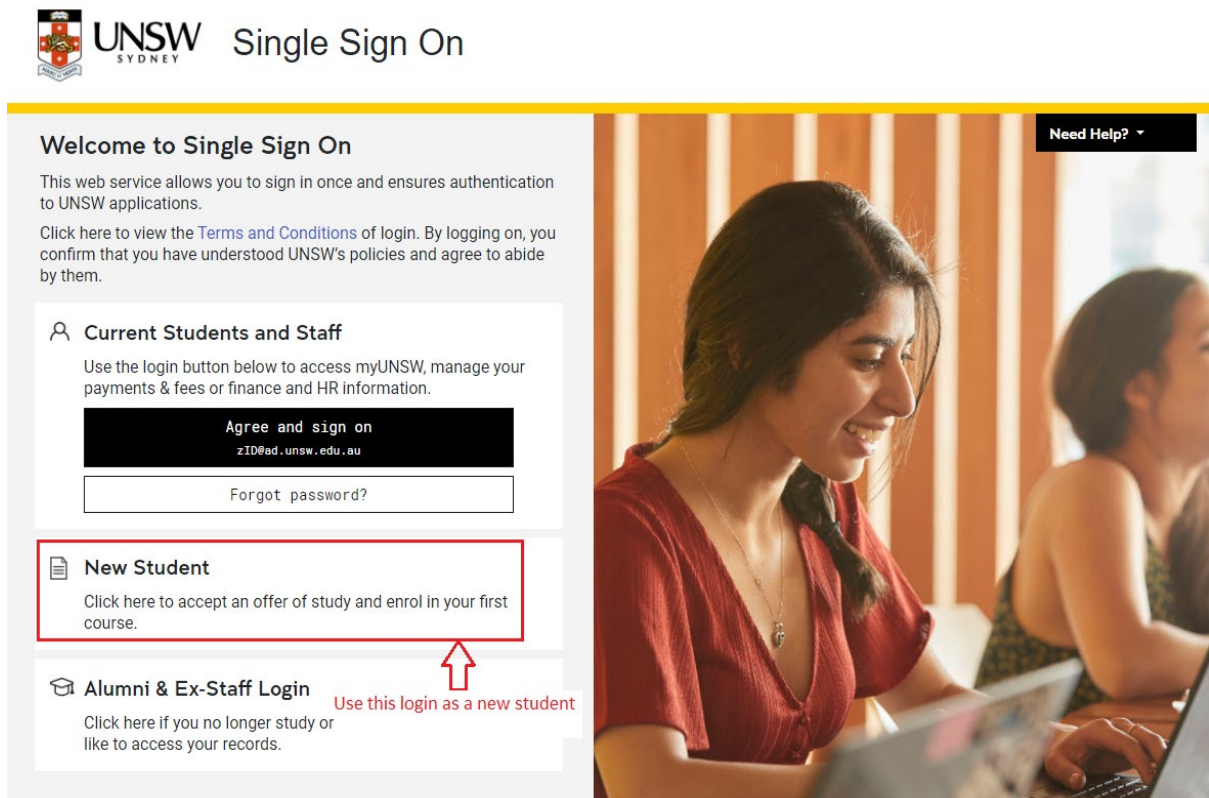 UNSW
SYDNEY
Single Sign On
Need Help?
Welcome to Single Sign On
This web service allows you to sign in once and ensures authentication
to UNSW applications.
Click here to view the Terms and Conditions of login. By logging on, you
confirm that you have understood UNSW's policies and agree to abide
by them.
Current Students and Staff
Use the login button below to access myUNSW, manage your
payments & fees or finance and HR information.
Agree and sign on
zID@ad.unsw.edu.au
Forgot password?
New Student
Click here to accept an offer of study and enrol in your first
course.
Alumni & Ex-Staff Login
Use this login as a new student
Click here if you no longer study or
like to access your records.